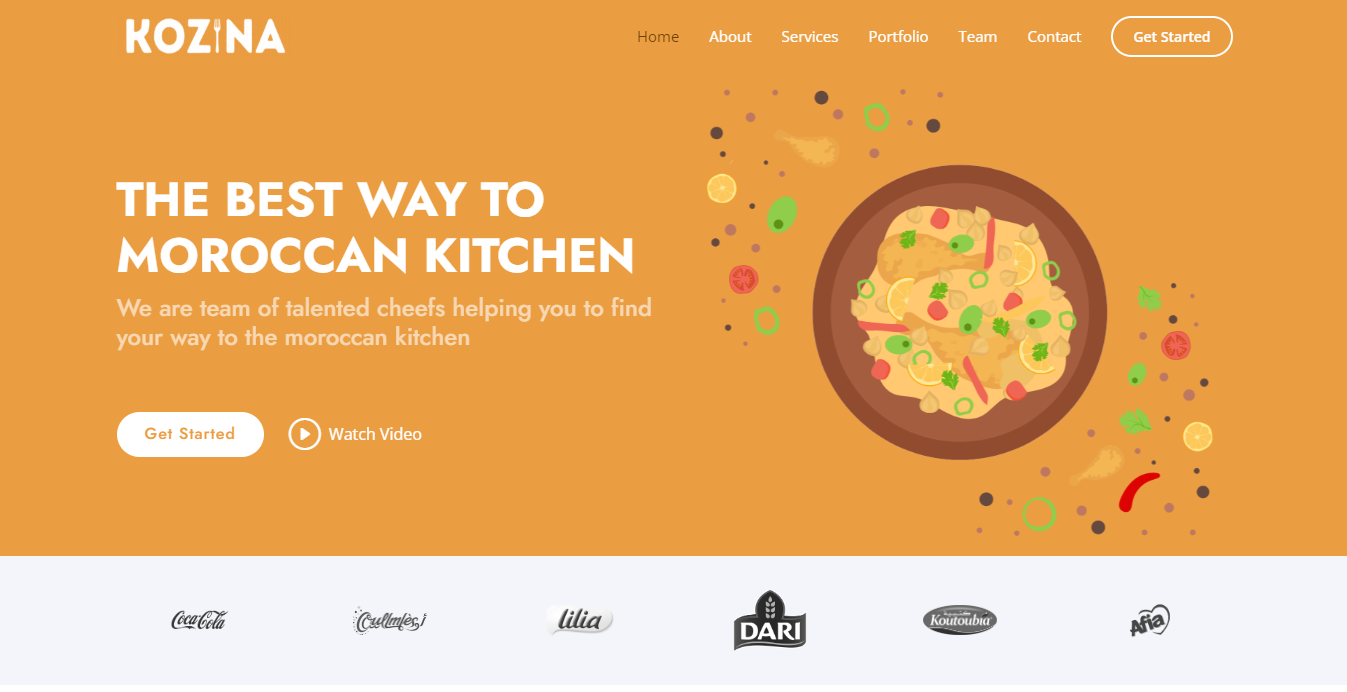 KOZINA
Home About Services Portfolio Team Contact Get Started
THE BEST WAY TO
MOROCCAN KITCHEN
We are team of talented cheefs helping you to find
your way to the moroccan kitchen
Get Started Watch Video
Coca-Cola
lilia
DARI
Koutoubia
Afia